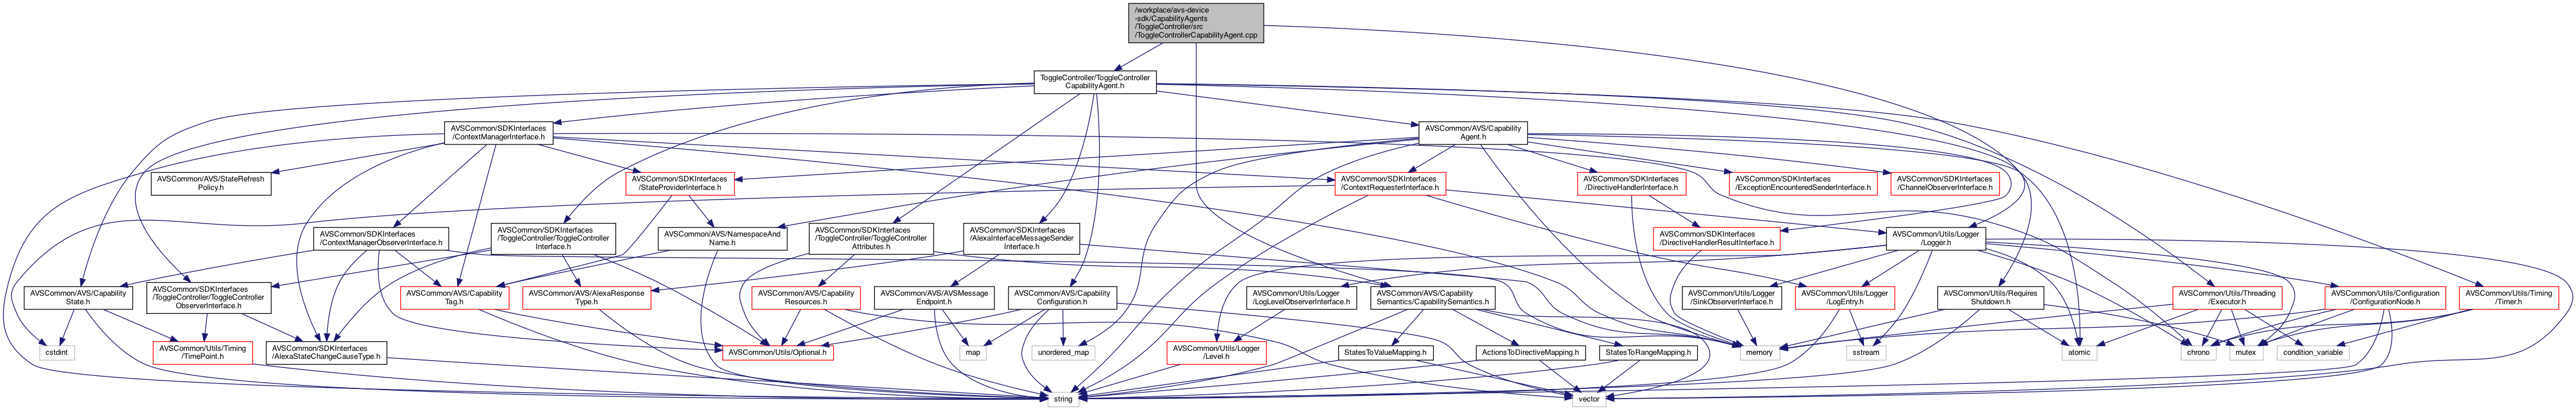 /workplace/avs-device
-sdk/CapabilityAgents
/ToggleController/src
/ToggleControllerCapabilityAgent.cpp
ToggleController/ToggleController
CapabilityAgent.h
AVSCommon/SDKInterfaces
/ContextManagerInterface.h
AVSCommon/AVS/Capability
Agent.h
AVSCommon/AVS/StateRefresh
Policy.h
AVSCommon/SDKInterfaces
/StateProviderInterface.h
AVSCommon/SDKInterfaces
/ContextRequesterInterface.h
AVSCommon/SDKInterfaces
/DirectiveHandlerInterface.h
AVSCommon/SDKInterfaces
/ExceptionEncounteredSenderInterface.h
AVSCommon/SDKInterfaces
/ChannelObserverInterface.h
AVSCommon/SDKInterfaces
/ContextManagerObserverInterface.h
AVSCommon/SDKInterfaces
/ToggleController/ToggleController
Interface.h
AVSCommon/AVS/NamespaceAnd
Name.h
AVSCommon/SDKInterfaces
/ToggleController/ToggleController
Attributes.h
AVSCommon/SDKInterfaces
/AlexaInterfaceMessageSender
Interface.h
AVSCommon/SDKInterfaces
/DirectiveHandlerResultInterface.h
AVSCommon/Utils/Logger
/Logger.h
AVSCommon/AVS/Capability
State.h
AVSCommon/SDKInterfaces
/ToggleController/ToggleController
ObserverInterface.h
AVSCommon/AVS/Capability
Tag.h
AVSCommon/AVS/AlexaResponse
Type.h
AVSCommon/AVS/Capability
Resources.h
AVSCommon/AVS/AVSMessage
Endpoint.h
AVSCommon/AVS/Capability
Configuration.h
AVSCommon/Utils/Logger
/LogLevelObserverInterface.h
AVSCommon/AVS/Capability
Semantics/CapabilitySemantics.h
AVSCommon/Utils/Logger
/SinkObserverInterface.h
AVSCommon/Utils/Logger
/LogEntry.h
AVSCommon/Utils/Requires
Shutdown.h
AVSCommon/Utils/Threading
/Executor.h
AVSCommon/Utils/Configuration
/ConfigurationNode.h
AVSCommon/Utils/Timing
/Timer.h
cstdint
AVSCommon/Utils/Timing
/TimePoint.h
AVSCommon/SDKInterfaces
/AlexaStateChangeCauseType.h
AVSCommon/Utils/Optional.h
map
unordered_map
AVSCommon/Utils/Logger
/Level.h
StatesToValueMapping.h
ActionsToDirectiveMapping.h
StatesToRangeMapping.h
memory
sstream
atomic
chrono
mutex
condition_variable
string
vector